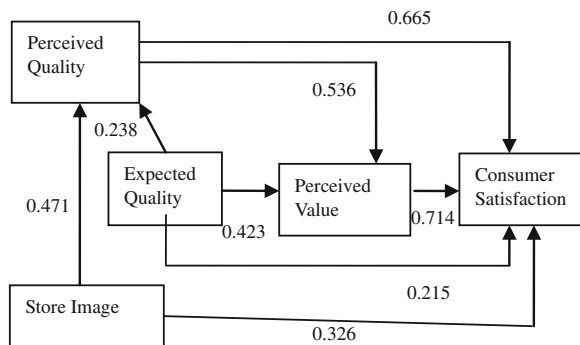 0.665
Perceived
Quality
0.536
0.238
Expected
Quality
Perceived
Value
Consumer
Satisfaction
0.471
0.423
0.714
0.215
Store Image
0.326